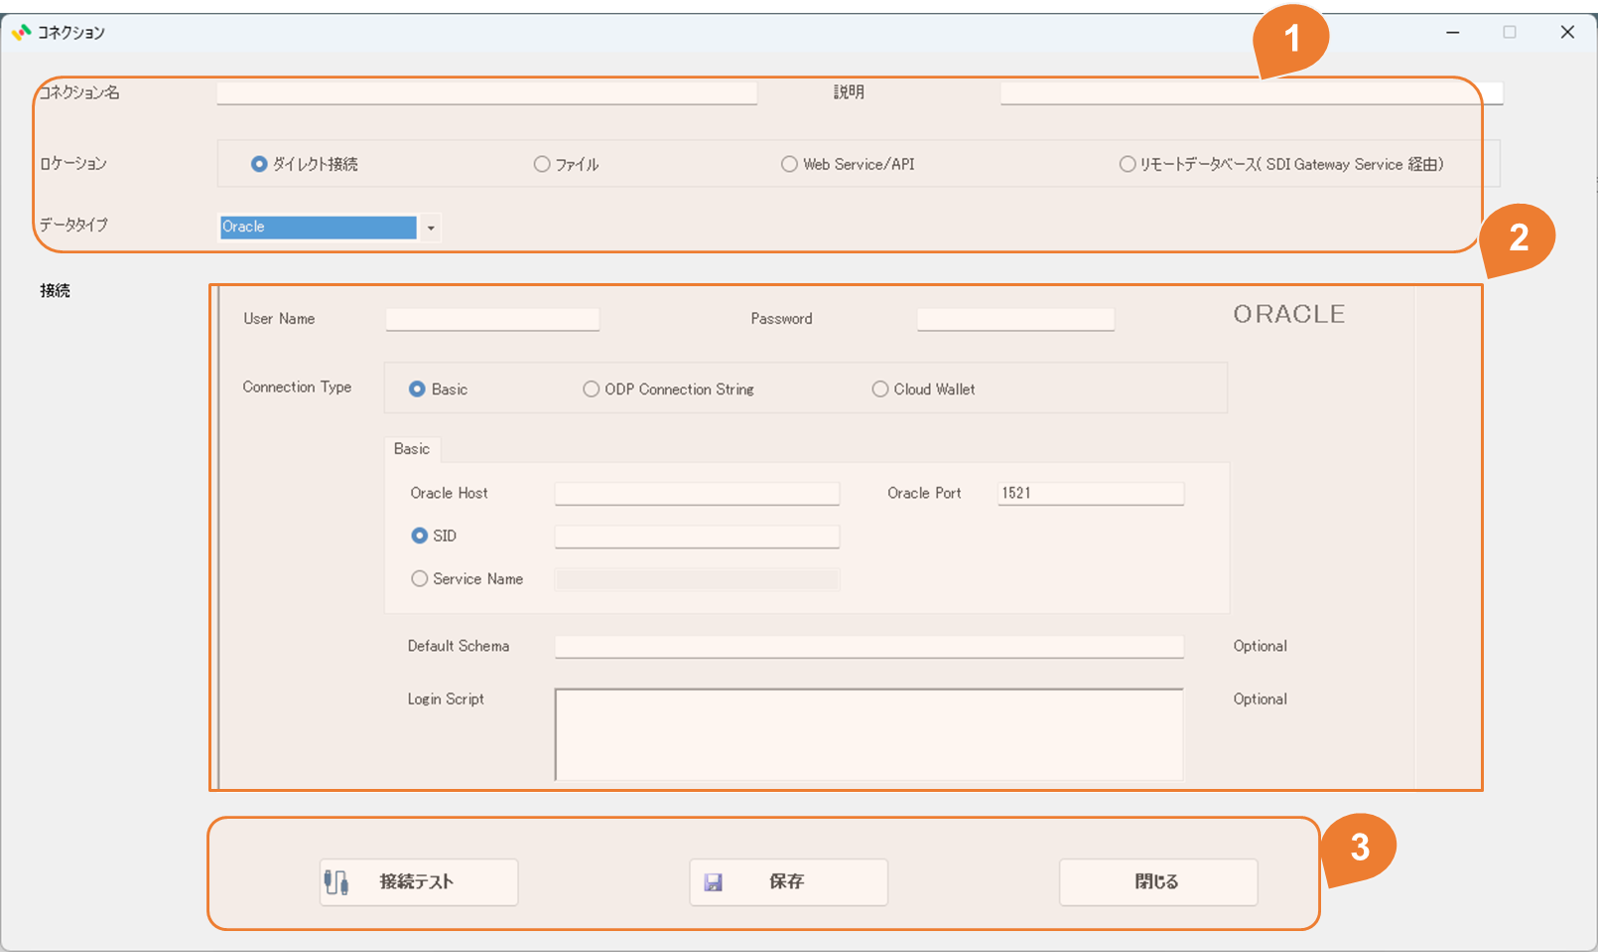 コネクション
1
コネクション名 説明
ロケーション ダイレクト接続 ファイル Web Service/API リモートデータベース( SDI Gateway Service 経由)
データタイプ Oracle
2
接続
User Name Password ORACLE
Connection Type Basic ODP Connection String Cloud Wallet
Basic
Oracle Host Oracle Port 1521
SID
Service Name
Default Schema Optional
Login Script Optional
3
接続テスト 保存 閉じる